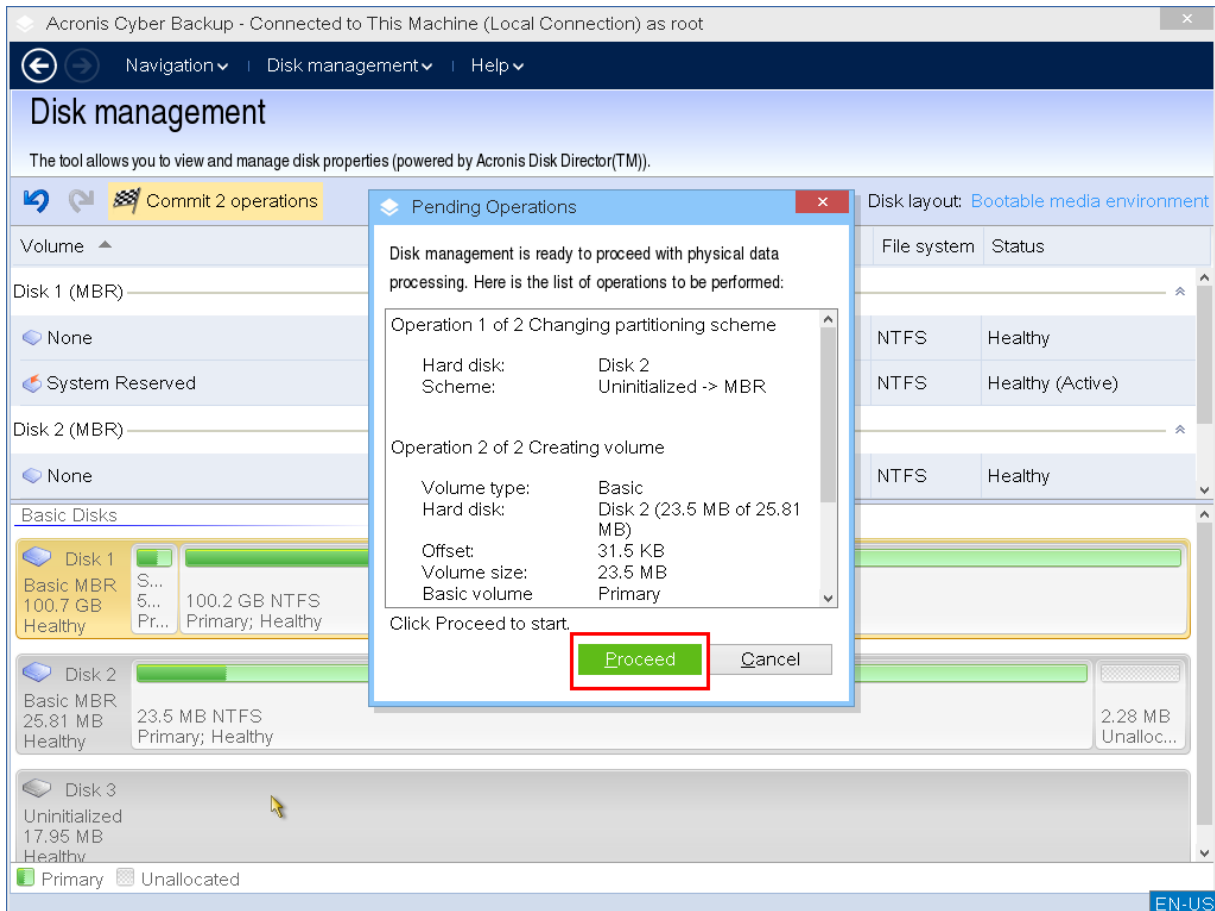 Acronis Cyber Backup - Connected to This Machine (Local Connection) as root
Navigation
Disk management
Help
Disk management
The tool allows you to view and manage disk properties (powered by Acronis Disk Director(TM)).
Commit 2 operations
Disk layout: Bootable media environment
Volume
File system
Status
Disk 1 (MBR)
None
NTFS
Healthy
System Reserved
NTFS
Healthy (Active)
Disk 2 (MBR)
None
NTFS
Healthy
Pending Operations
Disk management is ready to proceed with physical data
processing. Here is the list of operations to be performed:
Operation 1 of 2 Changing partitioning scheme
Hard disk: Disk 2
Scheme: Uninitialized -> MBR
Operation 2 of 2 Creating volume
Volume type: Basic
Hard disk: Disk 2 (23.5 MB of 25.81
MB)
Offset: 31.5 KB
Volume size: 23.5 MB
Basic volume Primary
Click Proceed to start.
Proceed
Cancel
Basic Disks
Disk 1
Basic MBR
100.7 GB
Healthy
S...
5...
Pr...
100.2 GB NTFS
Primary; Healthy
Disk 2
Basic MBR
25.81 MB
Healthy
23.5 MB NTFS
Primary; Healthy
2.28 MB
Unalloc...
Disk 3
Uninitialized
17.95 MB
Healthy
Primary
Unallocated
EN-US